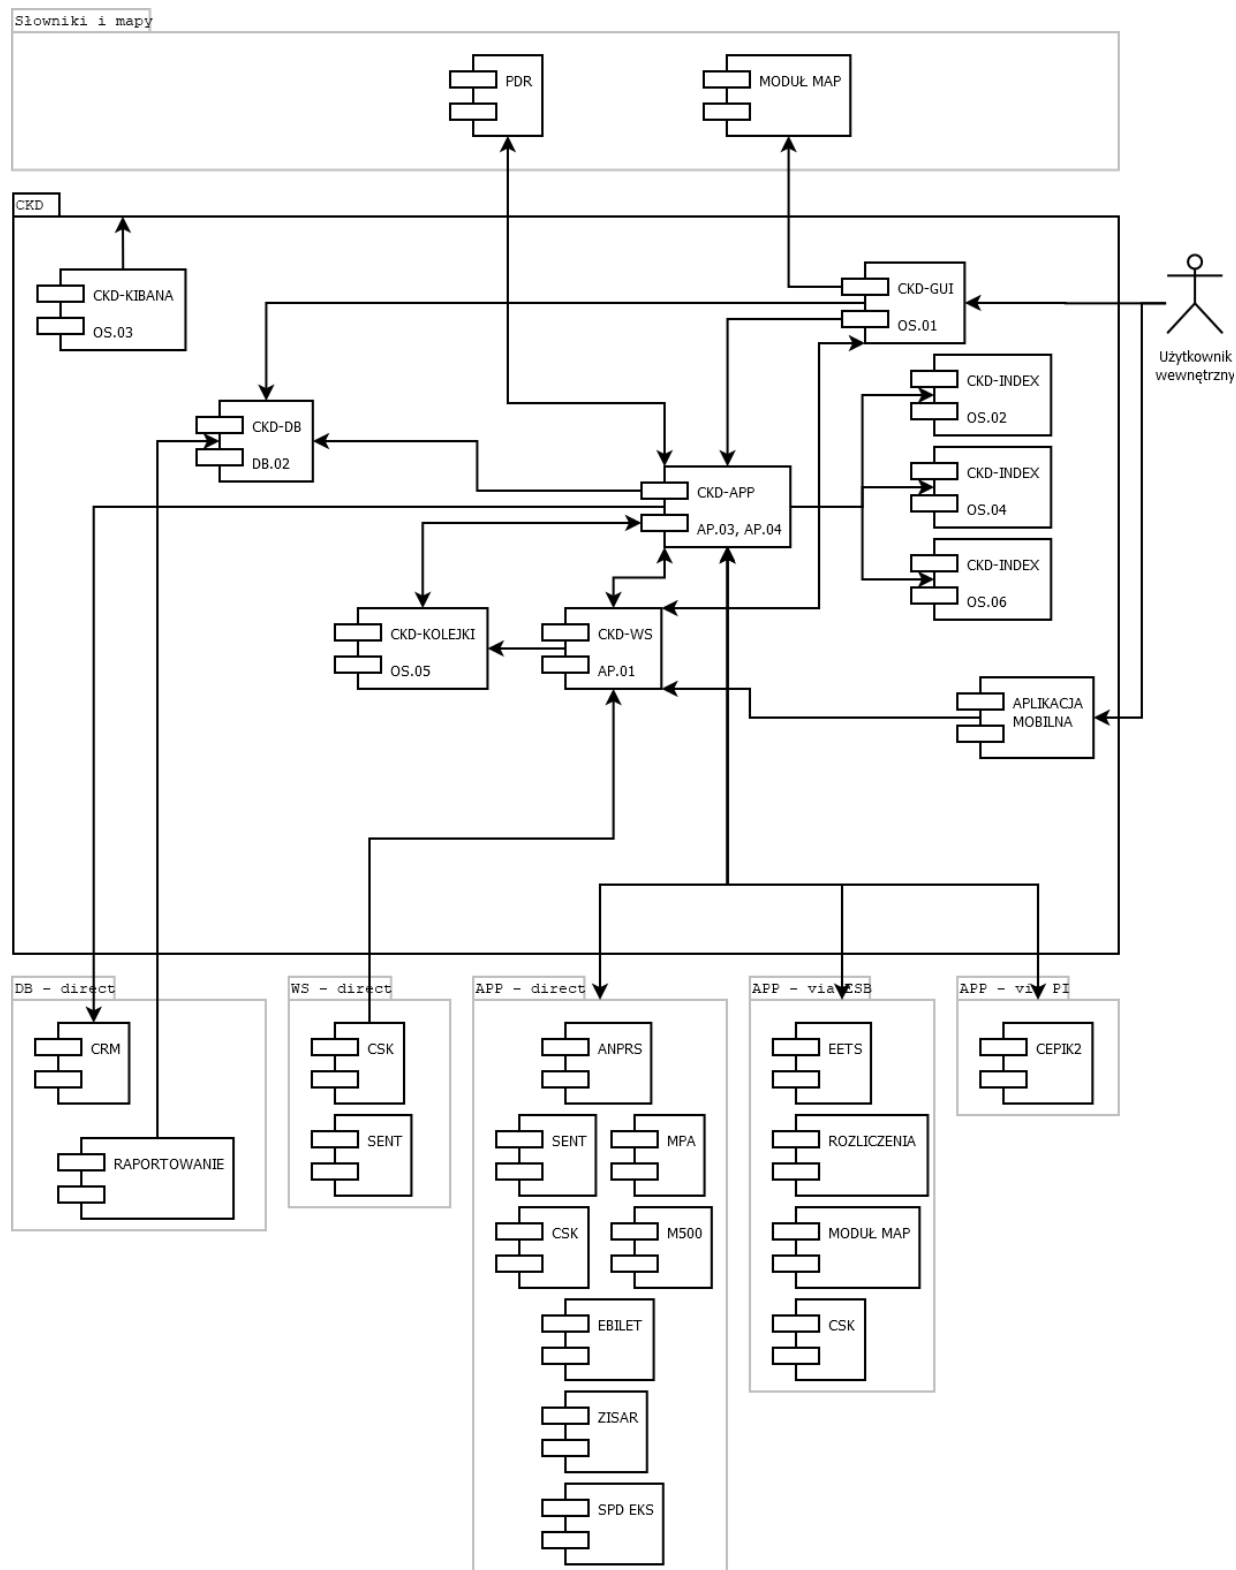 Słowniki i mapy
PDR
MODUŁ MAP
CKD
CKD-KIBANA
OS.03
CKD-GUI
OS.01
Użytkownik
wewnętrzny
CKD-INDEX
OS.02
CKD-DB
DB.02
CKD-APP
AP.03, AP.04
CKD-INDEX
OS.04
CKD-INDEX
OS.06
CKD-KOLEJKI
OS.05
CKD-WS
AP.01
APLIKACJA
MOBILNA
DB - direct
CRM
RAPORTOWANIE
WS - direct
CSK
SENT
APP - direct
ANPRS
SENT
MPA
CSK
M500
EBILET
ZISAR
SPD EKS
APP - via ESB
EETS
ROZLICZENIA
MODUŁ MAP
CSK
APP - via PI
CEPIK2